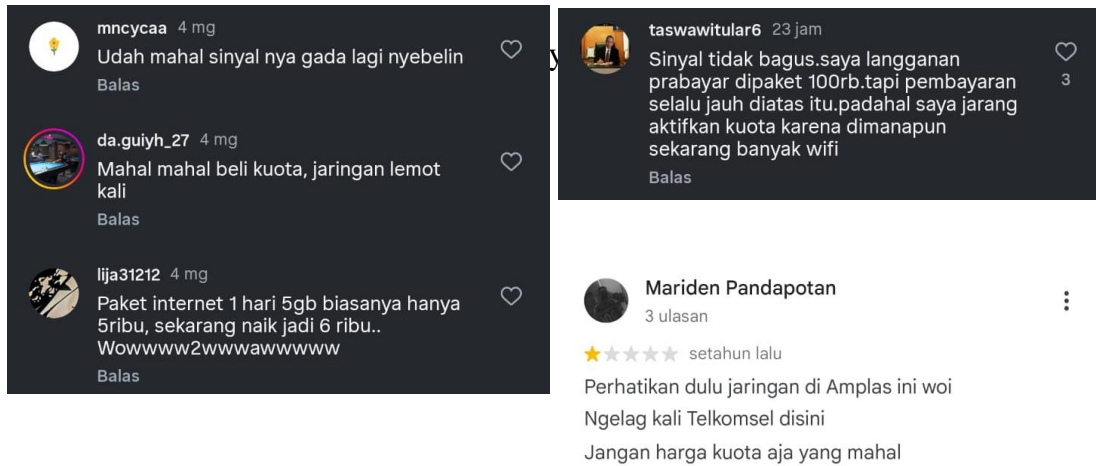 mncycaa 4 mg
Udah mahal sinyal nya gada lagi nyebelin
Balas
da.guiyh_27 4 mg
Mahal mahal beli kuota, jaringan lemot
kali
Balas
lija31212 4 mg
Paket internet 1 hari 5gb biasanya hanya
5ribu, sekarang naik jadi 6 ribu..
Wowwww2wwwawwwww
Balas
taswawitular6 23 jam
Sinyal tidak bagus.saya langganan
prabayar dipaket 100rb.tapi pembayaran
selalu jauh diatas itu.padahal saya jarang
aktifkan kuota karena dimanapun
sekarang banyak wifi
3
Balas
Mariden Pandapotan
3 ulasan
setahun lalu
Perhatikan dulu jaringan di Amplas ini woi
Ngelag kali Telkomsel disini
Jangan harga kuota aja yang mahal